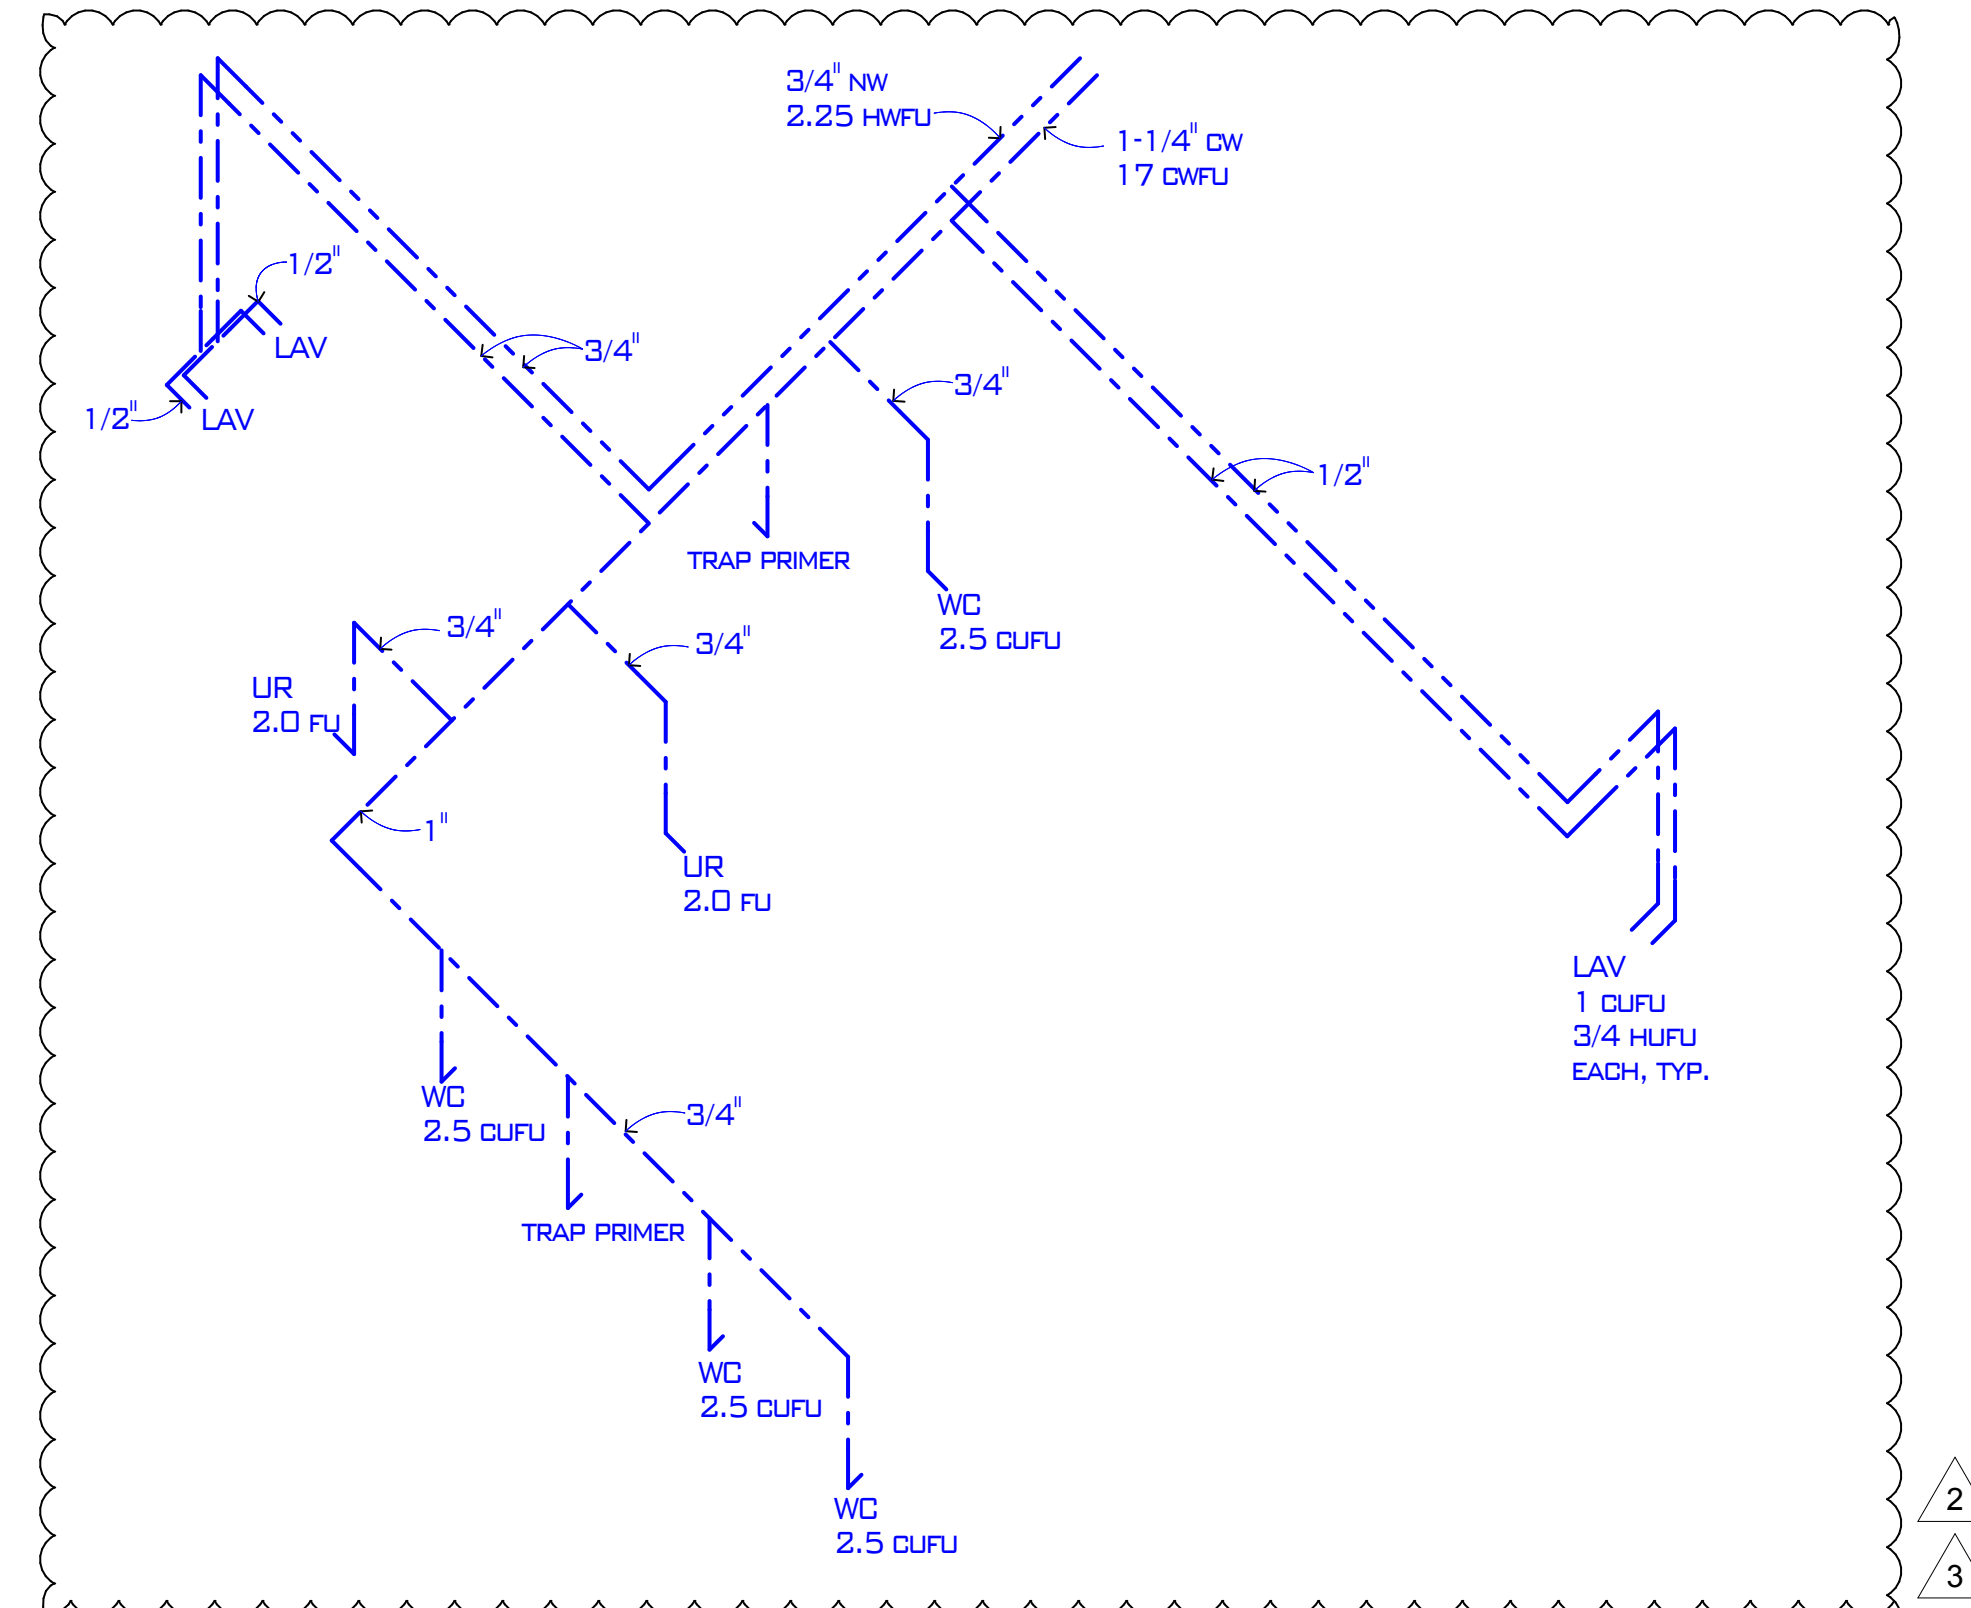 3/4" NW
2.25 HWFU
1-1/4" CW
17 CWFU
1/2"
LAV
1/2"
LAV
3/4"
3/4"
1/2"
TRAP PRIMER
WC
2.5 CUFU
3/4"
3/4"
UR
2.0 FU
1"
UR
2.0 FU
LAV
1 CUFU
3/4 HUFU
EACH, TYP.
WC
2.5 CUFU
3/4"
TRAP PRIMER
WC
2.5 CUFU
WC
2.5 CUFU
2
3